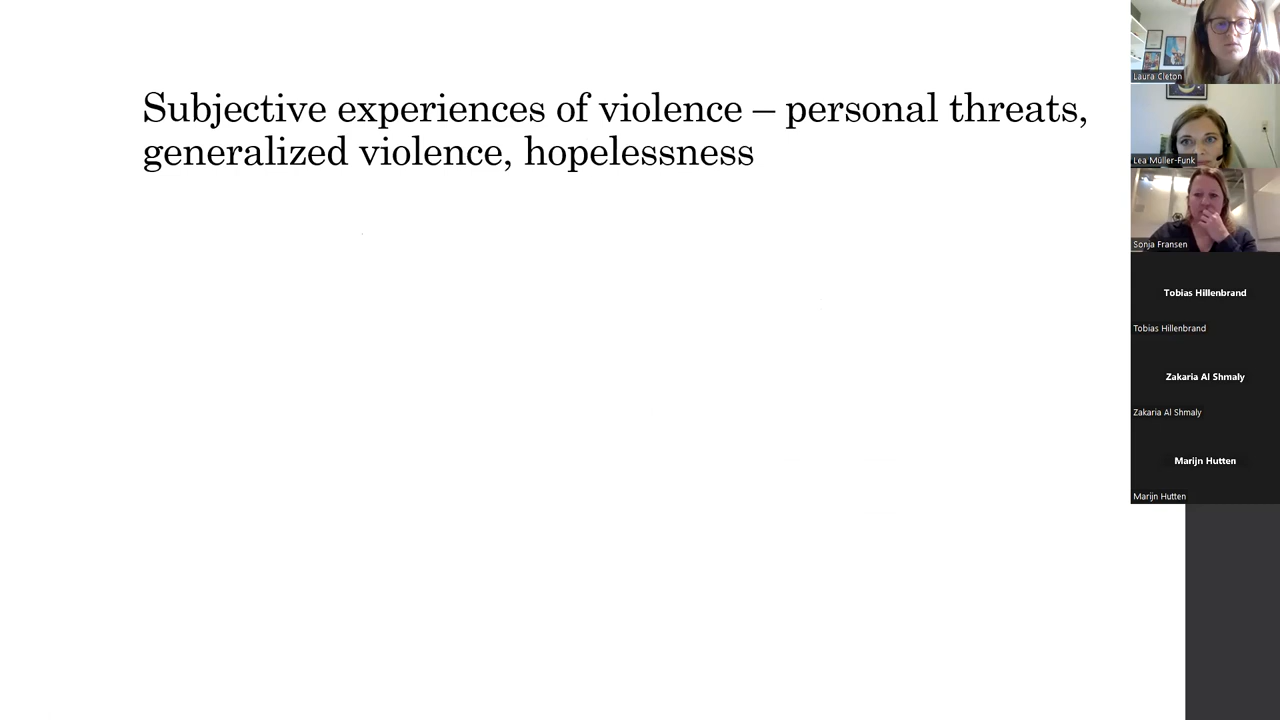 Subjective experiences of violence – personal threats,
generalized violence, hopelessness
Laura Cleton
Lea Müller-Funk
Sonja Fransen
Tobias Hillenbrand
Tobias Hillenbrand
Zakaria Al Shmaly
Zakaria Al Shmaly
Marijn Hutten
Marijn Hutten